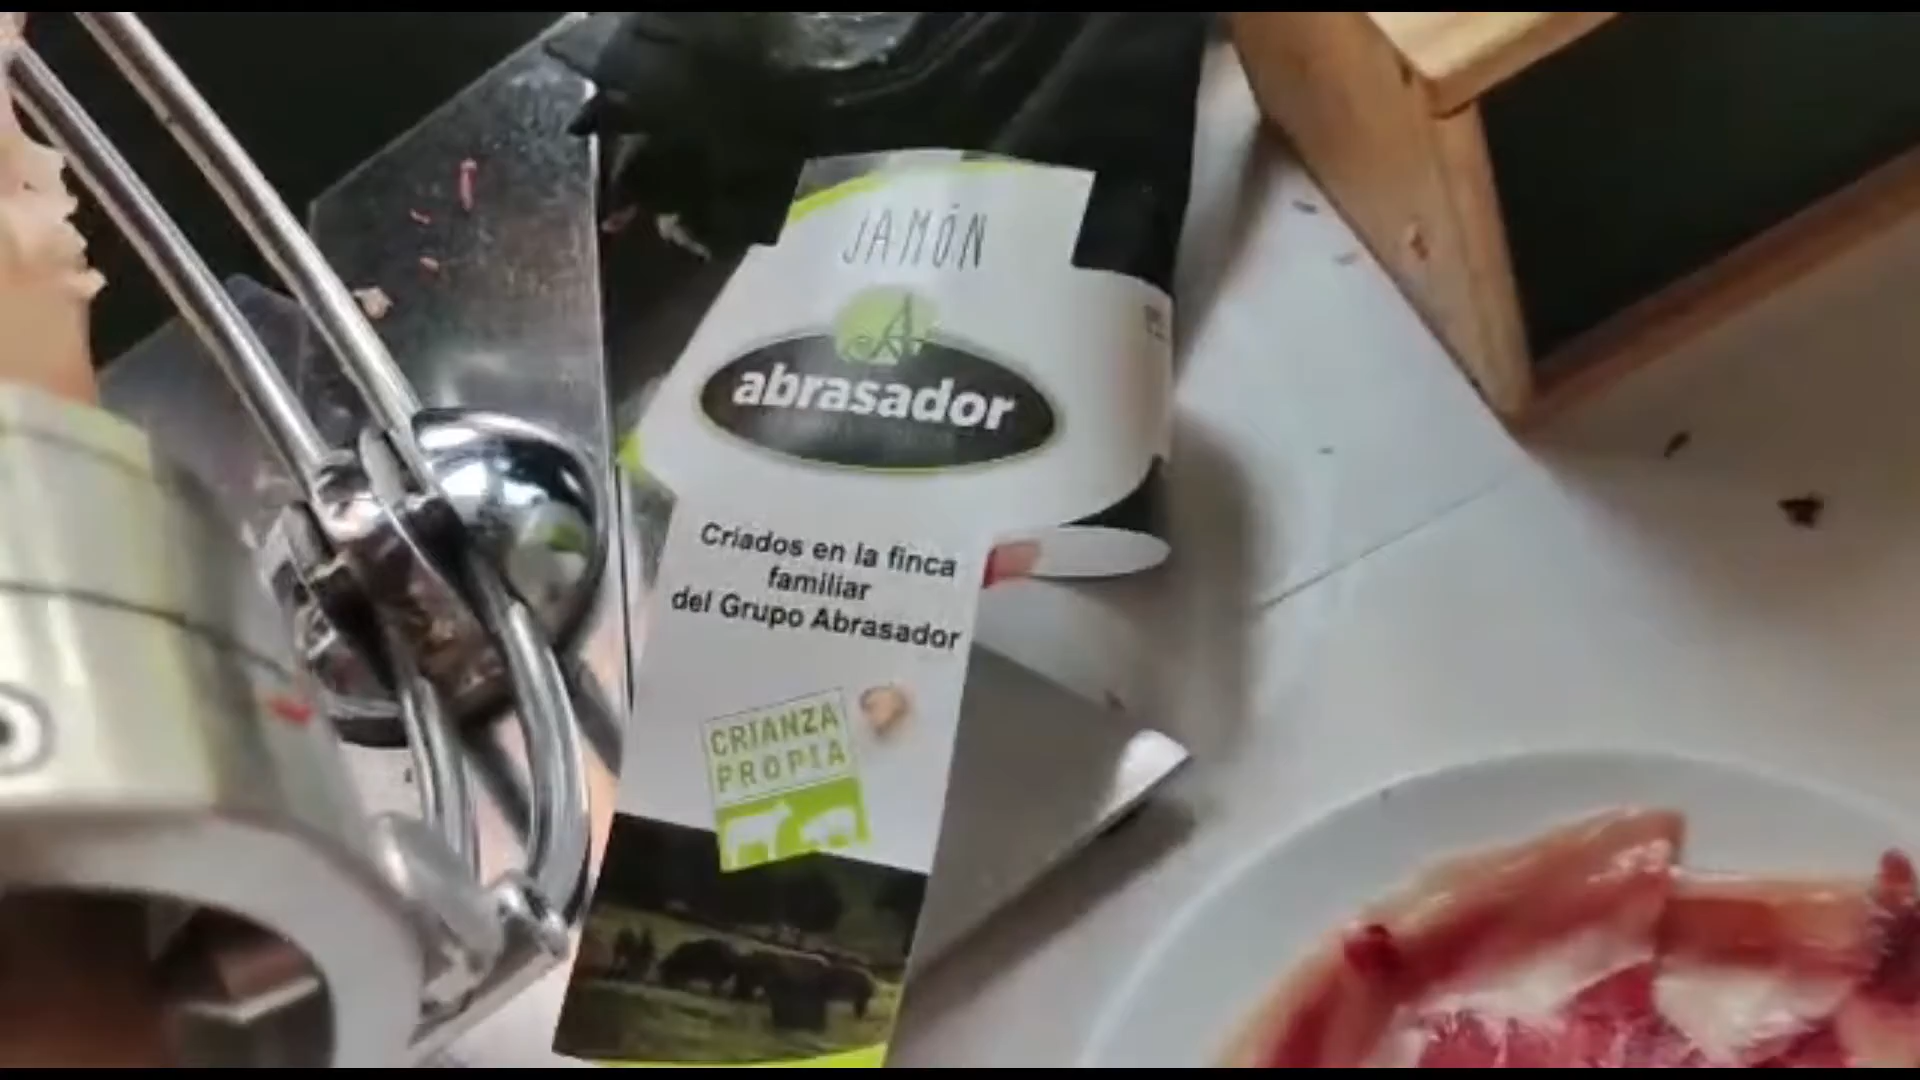 JAMÓN
abrasador
Criados en la finca
familiar
del Grupo Abrasador
CRIANZA
PROPIA